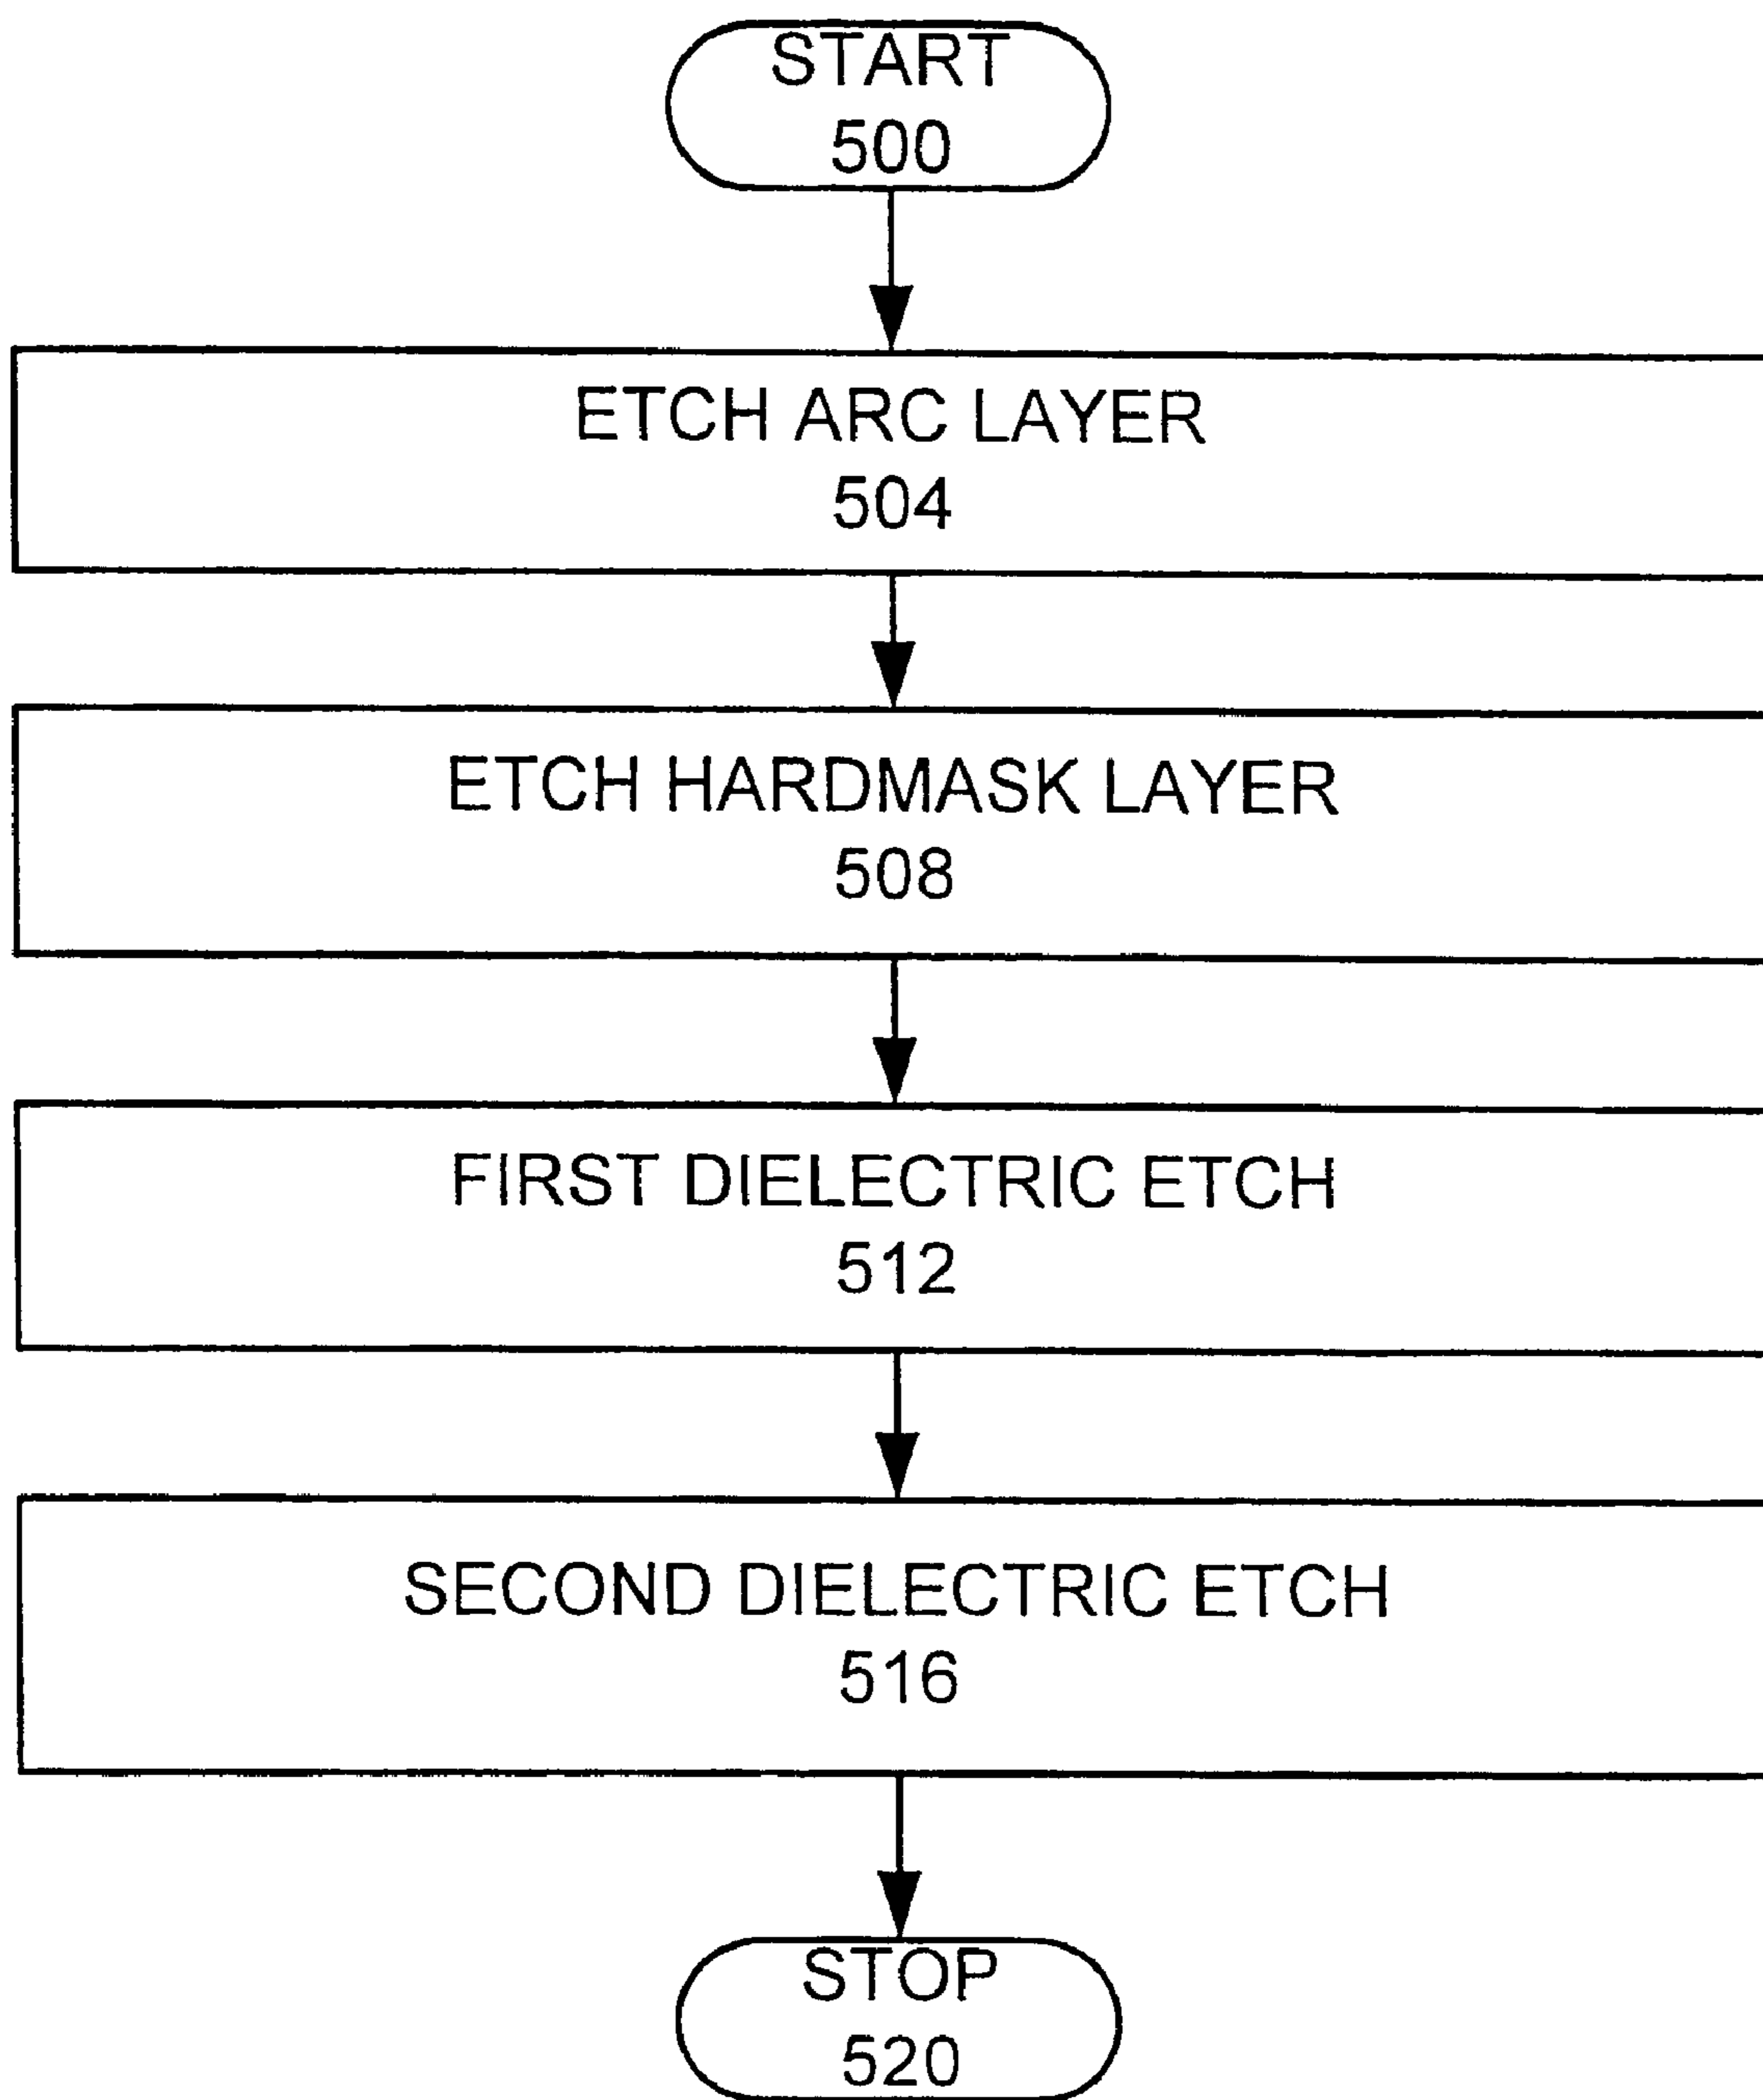 START
500
ETCH ARC LAYER
504
ETCH HARDMASK LAYER
508
FIRST DIELECTRIC ETCH
512
SECOND DIELECTRIC ETCH
516
STOP
520